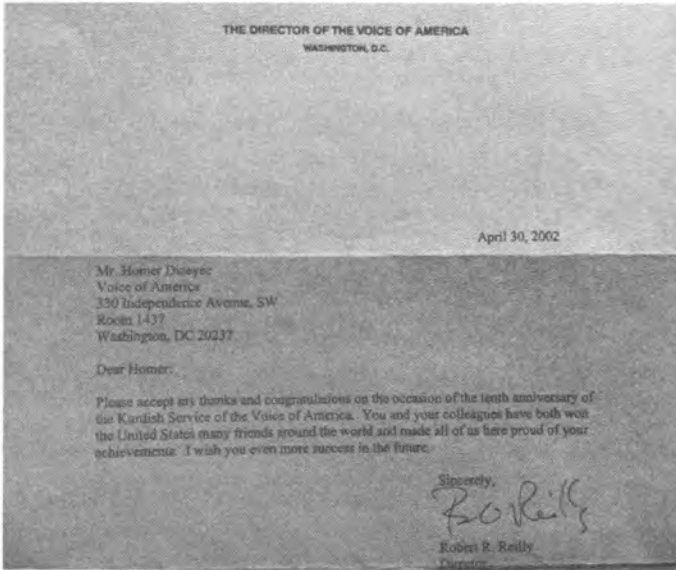 THE DIRECTOR OF THE VOICE OF AMERICA
WASHINGTON, D.C.
April 30, 2002
Mr. Homer Dizeyee
Voice of America
330 Independence Avenue, SW
Room 1437
Washington, DC 20237
Dear Homer:
Please accept my thanks and congratulations on the occasion of the tenth anniversary of
the Kurdish Service of the Voice of America. You and your colleagues have both won
the United States many friends around the world and made all of us here proud of your
achievements. I wish you even more success in the future.
Sincerely,
Robert R. Reilly
Director